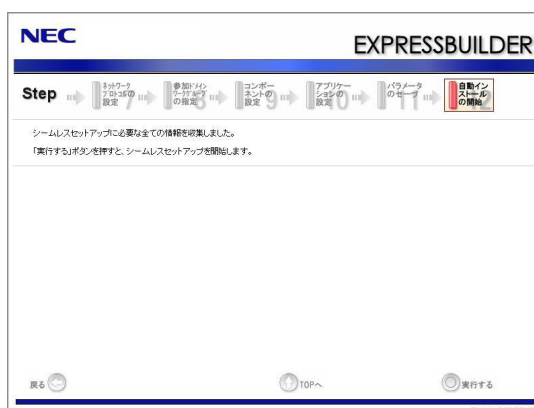 NEC
EXPRESSBUILDER
Step
ネットワーク
プロトコルの
設定 7
参加ドメイン
ワークグループ
の指定 8
コンポー
ネントの
設定 9
アプリケー
ションの
設定 10
パラメータ
のセーブ 11
自動イン
ストール
の開始 12
シームレスセットアップに必要な全ての情報を収集しました。
「実行する」ボタンを押すと、シームレスセットアップを開始します。
戻る
TOPへ
実行する